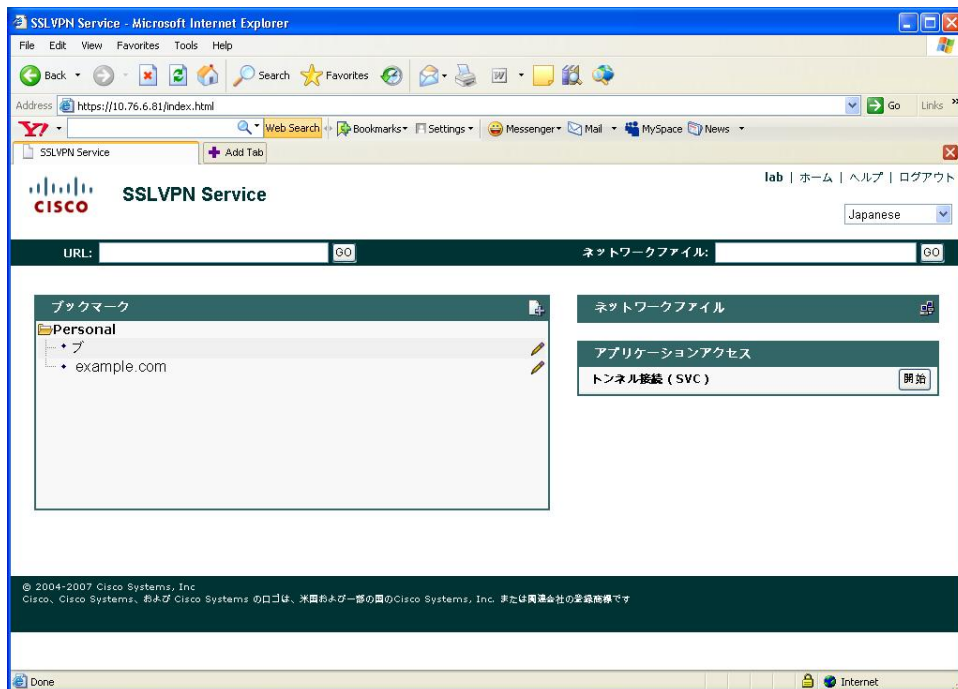 SSLVPN Service - Microsoft Internet Explorer
File Edit View Favorites Tools Help
Back Search Favorites
Address https://10.76.6.81/index.html Go Links »
Y! Web Search Bookmarks Settings Messenger Mail MySpace News
SSLVPN Service Add Tab
lab | ホーム | ヘルプ | ログアウト
CISCO SSLVPN Service
Japanese
URL: GO ネットワークファイル: GO
ブックマーク
Personal
ブ
example.com
ネットワークファイル
アプリケーションアクセス
トンネル接続 (SVC) 開始
© 2004-2007 Cisco Systems, Inc
Cisco、Cisco Systems、および Cisco Systems のロゴは、米国および一部の国のCisco Systems, Inc. または関連会社の登録商標です
Done Internet